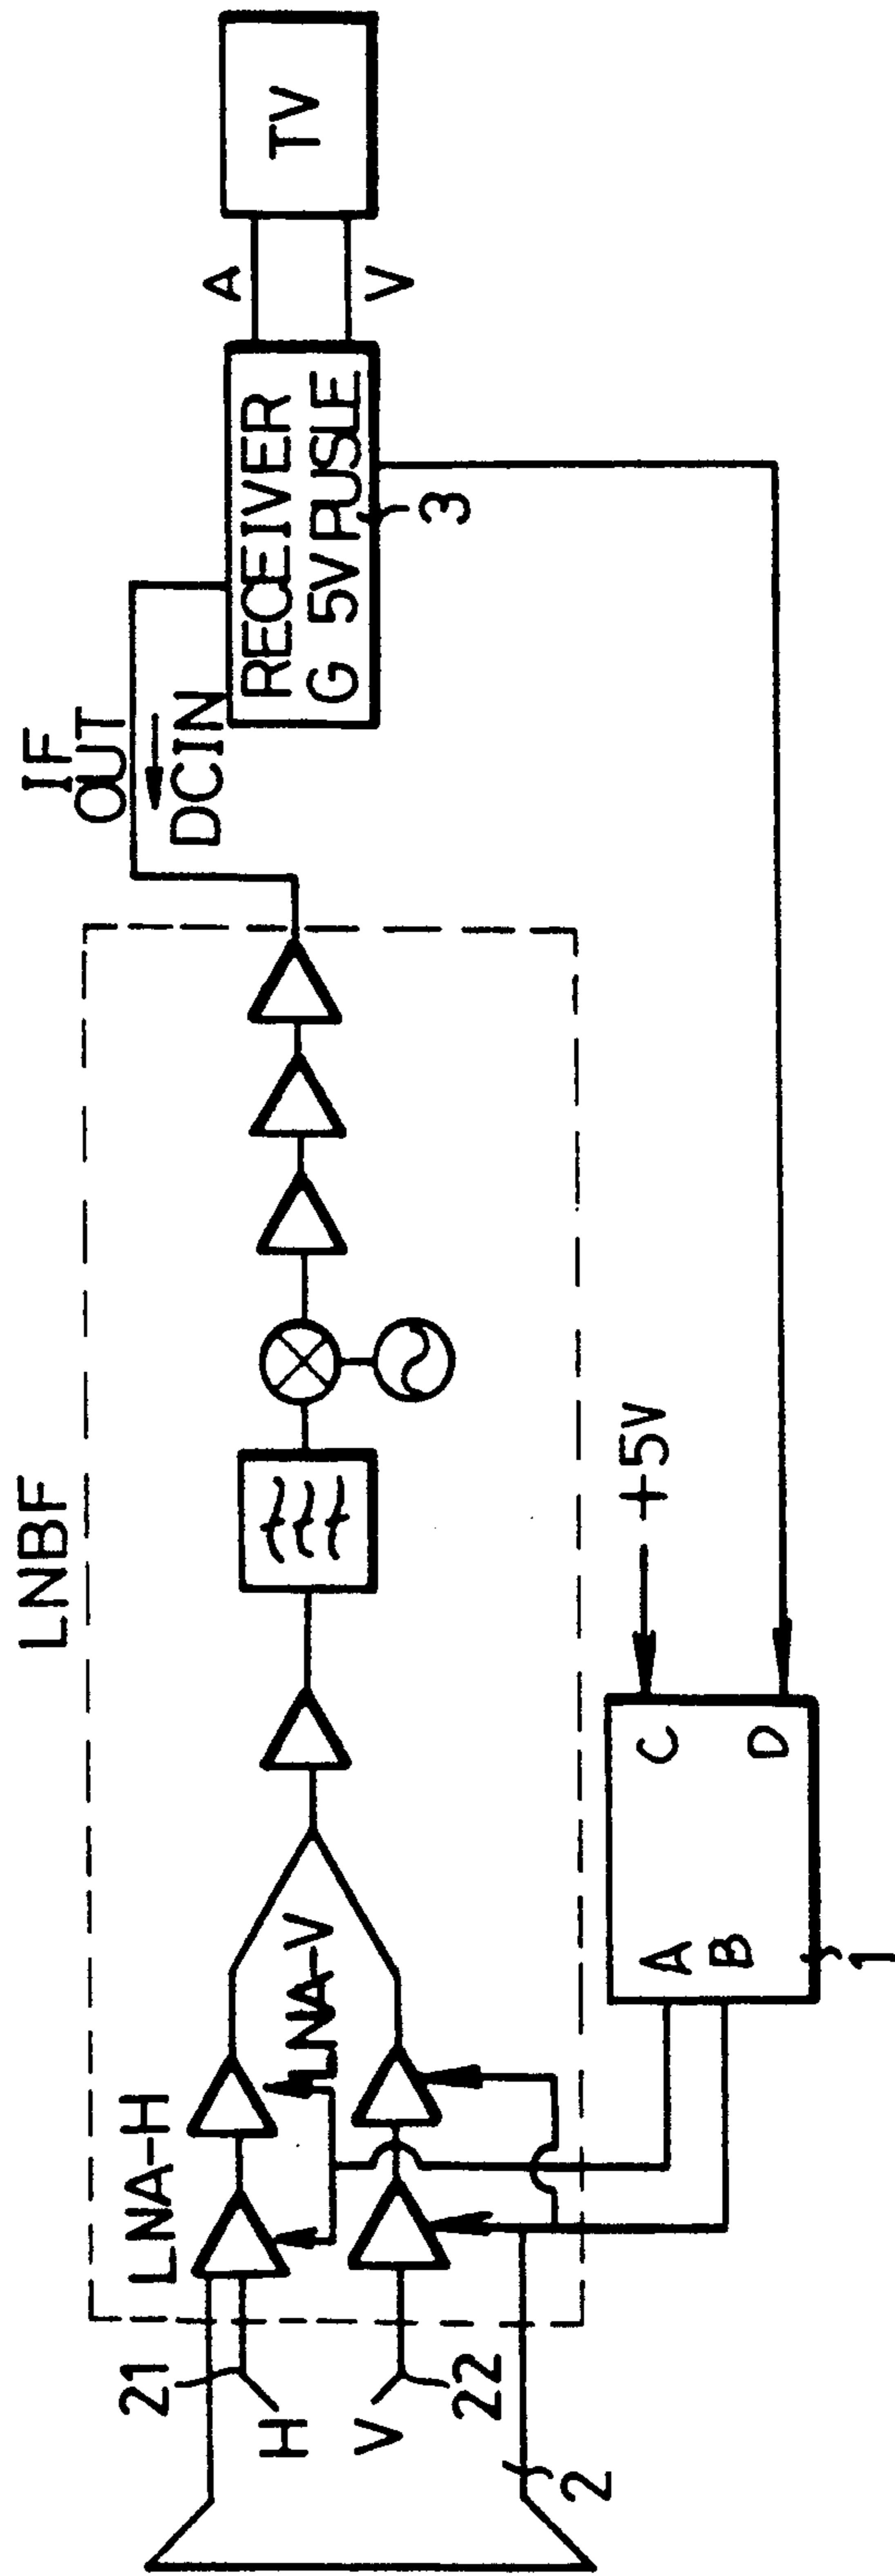 LNBF
LNA-H
LNA-V
21
H
V
22
2
IF
OUT
DCIN
RECEIVER
G 5V PUSLE
3
A
V
TV
+5V
A
B
C
D
1